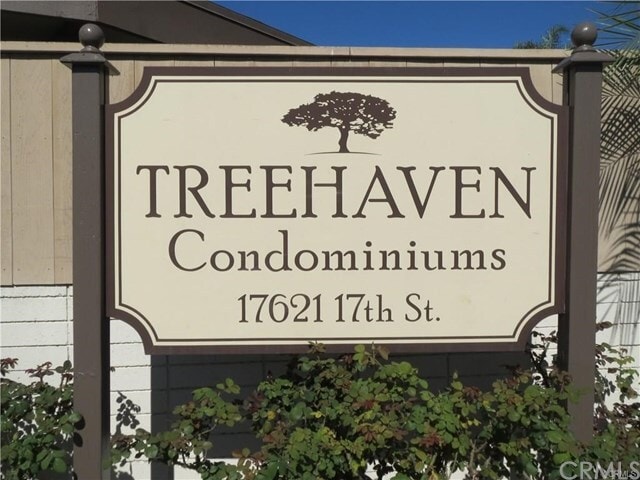 TREEHAVEN
Condominiums
17621 17th St.
CRMLS